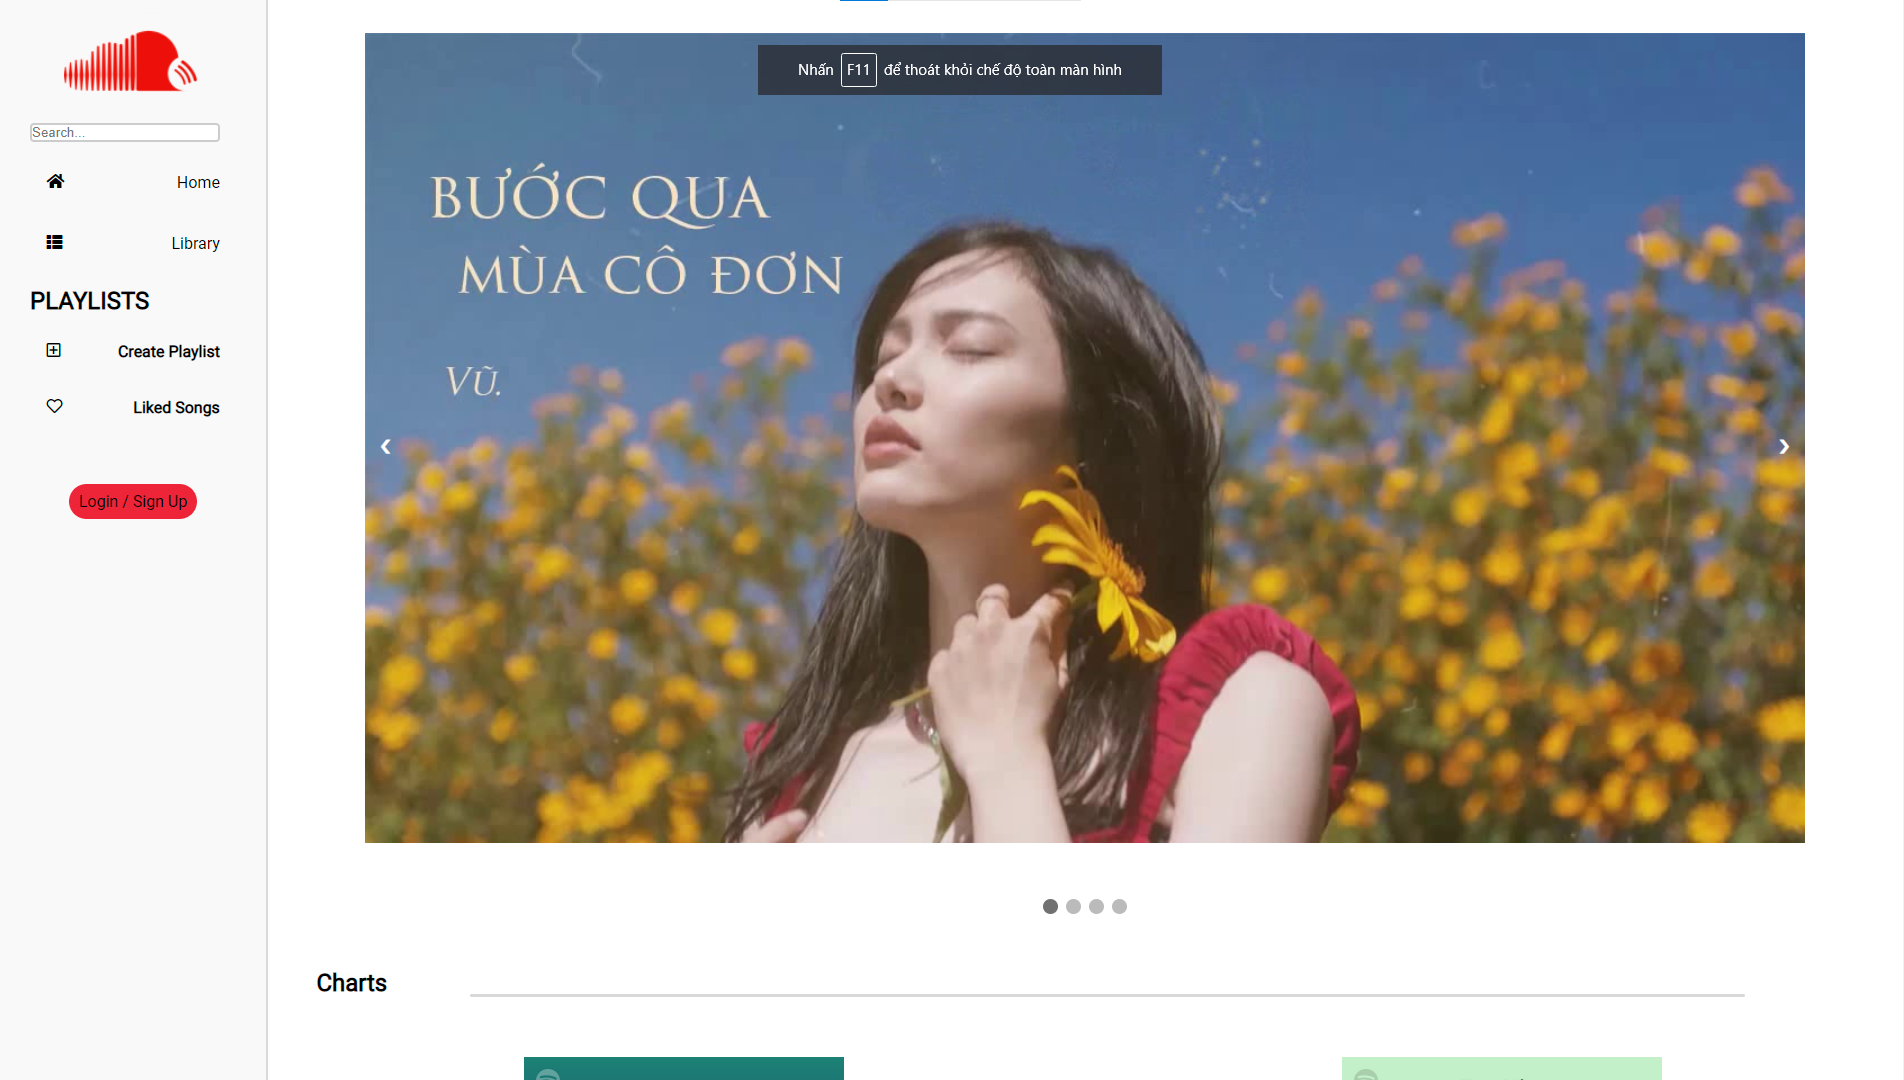 Search...
Home
Library
PLAYLISTS
Create Playlist
Liked Songs
Login / Sign Up
Nhấn F11 để thoát khỏi chế độ toàn màn hình
BƯỚC QUA
MÙA CÔ ĐƠN
VŨ.
❮
❯
Charts